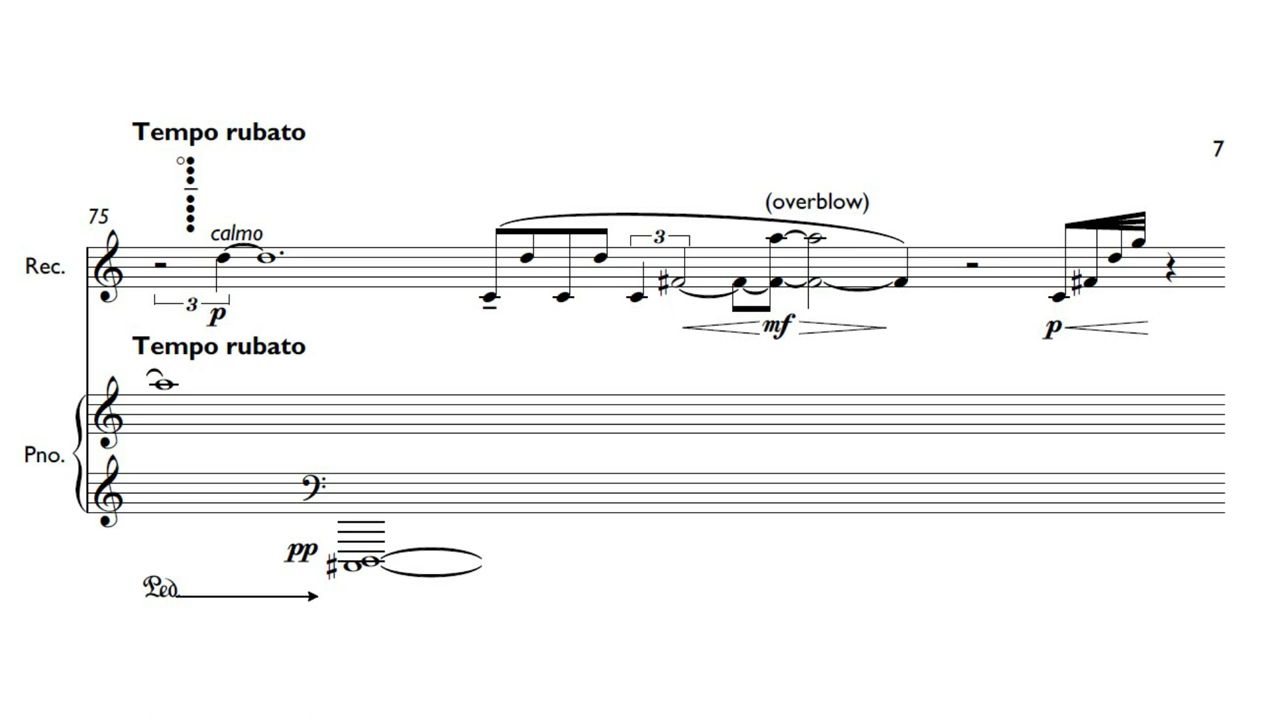 Tempo rubato
7
75
calmo
(overblow)
Rec.
3
3
p
mf
p
Tempo rubato
Pno.
pp
Ped